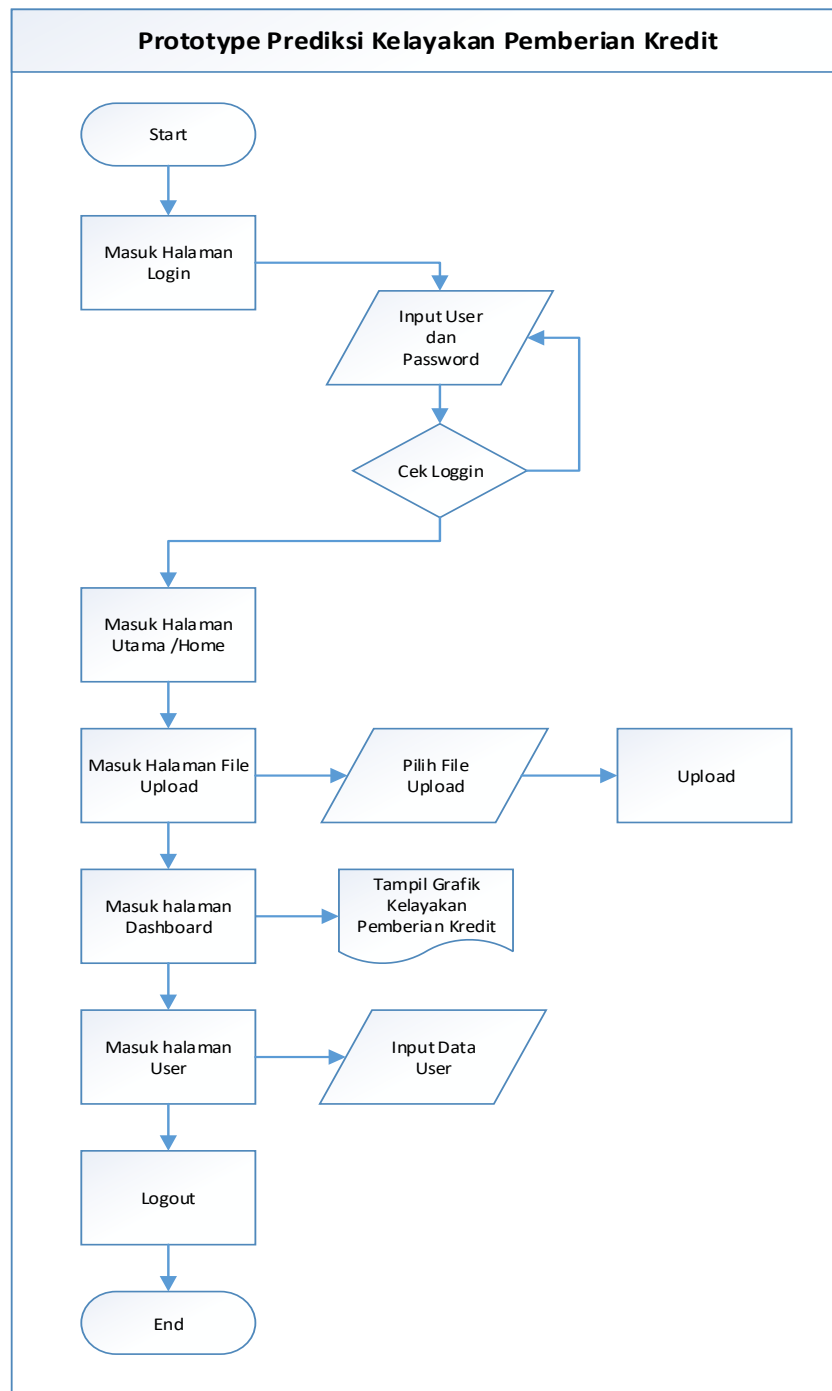 Prototype Prediksi Kelayakan Pemberian Kredit
Start
Masuk Halaman
Login
Input User
dan
Password
Cek Loggin
Masuk Halaman
Utama /Home
Masuk Halaman File
Upload
Pilih File
Upload
Upload
Masuk halaman
Dashboard
Tampil Grafik
Kelayakan
Pemberian Kredit
Masuk halaman
User
Input Data
User
Logout
End